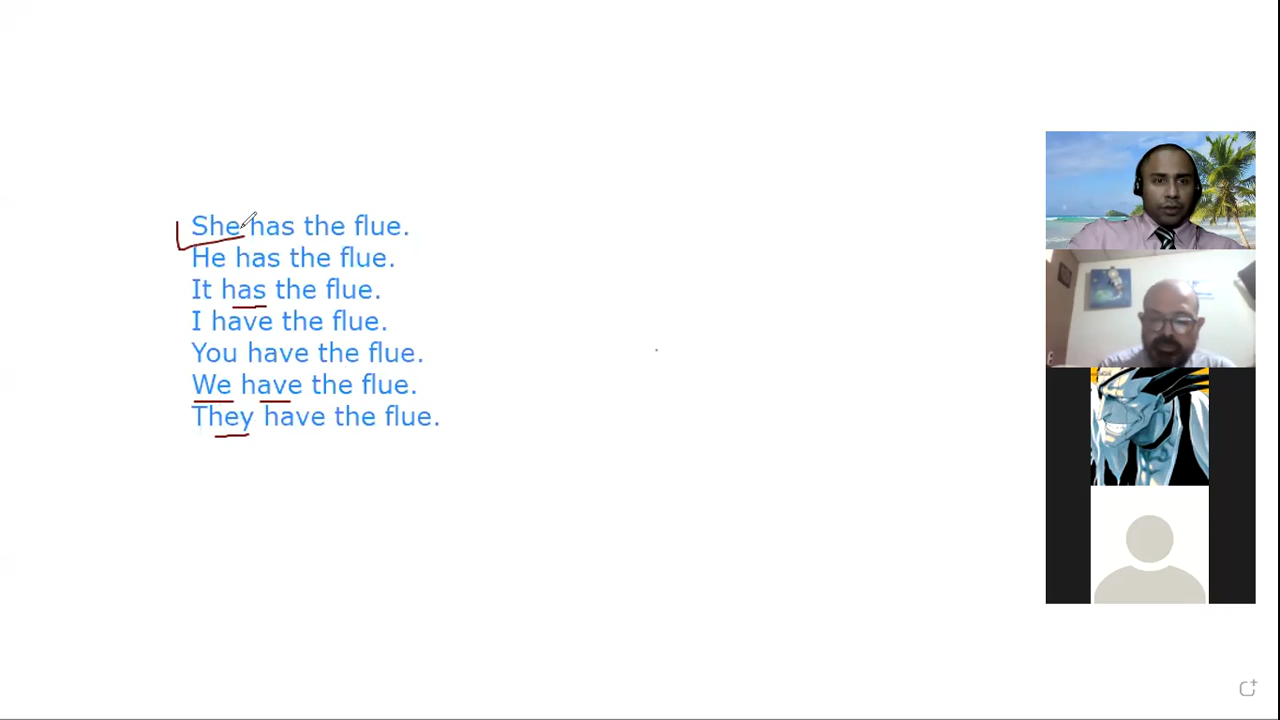 She has the flue.
He has the flue.
It has the flue.
I have the flue.
You have the flue.
We have the flue.
They have the flue.